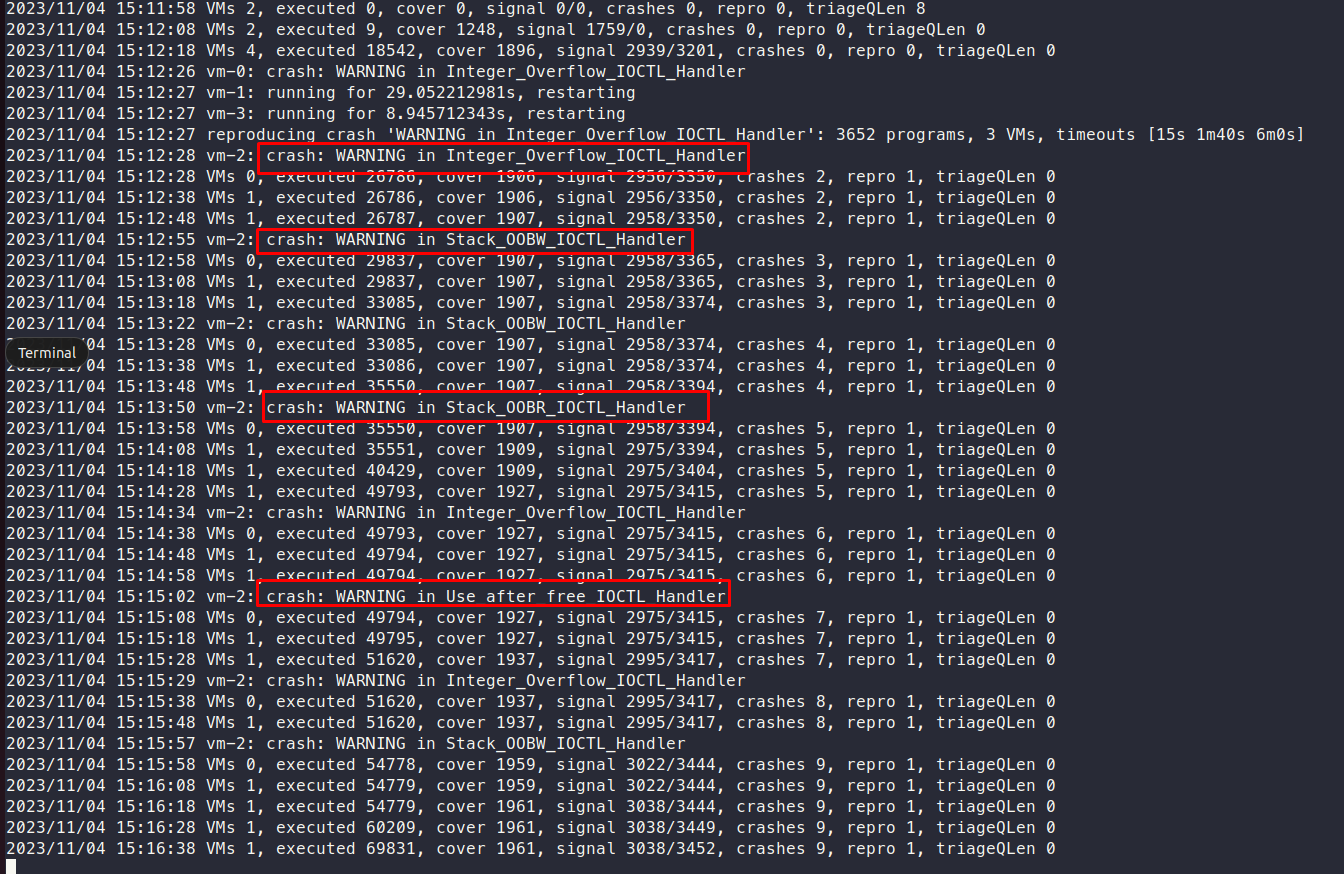 2023/11/04 15:11:58 VMs 2, executed 0, cover 0, signal 0/0, crashes 0, repro 0, triageQLen 8
2023/11/04 15:12:08 VMs 2, executed 9, cover 1248, signal 1759/0, crashes 0, repro 0, triageQLen 0
2023/11/04 15:12:18 VMs 4, executed 18542, cover 1896, signal 2939/3201, crashes 0, repro 0, triageQLen 0
2023/11/04 15:12:26 vm-0: crash: WARNING in Integer_Overflow_IOCTL_Handler
2023/11/04 15:12:27 vm-1: running for 29.052212981s, restarting
2023/11/04 15:12:27 vm-3: running for 8.945712343s, restarting
2023/11/04 15:12:27 reproducing crash 'WARNING in Integer_Overflow_IOCTL_Handler': 3652 programs, 3 VMs, timeouts [15s 1m40s 6m0s]
2023/11/04 15:12:28 vm-2: crash: WARNING in Integer_Overflow_IOCTL_Handler
2023/11/04 15:12:28 VMs 0, executed 26786, cover 1906, signal 2956/3350, crashes 2, repro 1, triageQLen 0
2023/11/04 15:12:38 VMs 1, executed 26786, cover 1906, signal 2956/3350, crashes 2, repro 1, triageQLen 0
2023/11/04 15:12:48 VMs 1, executed 26787, cover 1907, signal 2958/3350, crashes 2, repro 1, triageQLen 0
2023/11/04 15:12:55 vm-2: crash: WARNING in Stack_OOBW_IOCTL_Handler
2023/11/04 15:12:58 VMs 0, executed 29837, cover 1907, signal 2958/3365, crashes 3, repro 1, triageQLen 0
2023/11/04 15:13:08 VMs 1, executed 29837, cover 1907, signal 2958/3365, crashes 3, repro 1, triageQLen 0
2023/11/04 15:13:18 VMs 1, executed 33085, cover 1907, signal 2958/3374, crashes 3, repro 1, triageQLen 0
2023/11/04 15:13:22 vm-2: crash: WARNING in Stack_OOBW_IOCTL_Handler
2023/11/04 15:13:28 VMs 0, executed 33085, cover 1907, signal 2958/3374, crashes 4, repro 1, triageQLen 0
Terminal
2023/11/04 15:13:38 VMs 1, executed 33086, cover 1907, signal 2958/3374, crashes 4, repro 1, triageQLen 0
2023/11/04 15:13:48 VMs 1, executed 35550, cover 1907, signal 2958/3394, crashes 4, repro 1, triageQLen 0
2023/11/04 15:13:50 vm-2: crash: WARNING in Stack_OOBR_IOCTL_Handler
2023/11/04 15:13:58 VMs 0, executed 35550, cover 1907, signal 2958/3394, crashes 5, repro 1, triageQLen 0
2023/11/04 15:14:08 VMs 1, executed 35551, cover 1909, signal 2975/3394, crashes 5, repro 1, triageQLen 0
2023/11/04 15:14:18 VMs 1, executed 40429, cover 1909, signal 2975/3404, crashes 5, repro 1, triageQLen 0
2023/11/04 15:14:28 VMs 1, executed 49793, cover 1927, signal 2975/3415, crashes 5, repro 1, triageQLen 0
2023/11/04 15:14:34 vm-2: crash: WARNING in Integer_Overflow_IOCTL_Handler
2023/11/04 15:14:38 VMs 0, executed 49793, cover 1927, signal 2975/3415, crashes 6, repro 1, triageQLen 0
2023/11/04 15:14:48 VMs 1, executed 49794, cover 1927, signal 2975/3415, crashes 6, repro 1, triageQLen 0
2023/11/04 15:14:58 VMs 1, executed 49794, cover 1927, signal 2975/3415, crashes 6, repro 1, triageQLen 0
2023/11/04 15:15:02 vm-2: crash: WARNING in Use_after_free_IOCTL_Handler
2023/11/04 15:15:08 VMs 0, executed 49794, cover 1927, signal 2975/3415, crashes 7, repro 1, triageQLen 0
2023/11/04 15:15:18 VMs 1, executed 49795, cover 1927, signal 2975/3415, crashes 7, repro 1, triageQLen 0
2023/11/04 15:15:28 VMs 1, executed 51620, cover 1937, signal 2995/3417, crashes 7, repro 1, triageQLen 0
2023/11/04 15:15:29 vm-2: crash: WARNING in Integer_Overflow_IOCTL_Handler
2023/11/04 15:15:38 VMs 0, executed 51620, cover 1937, signal 2995/3417, crashes 8, repro 1, triageQLen 0
2023/11/04 15:15:48 VMs 1, executed 51620, cover 1937, signal 2995/3417, crashes 8, repro 1, triageQLen 0
2023/11/04 15:15:57 vm-2: crash: WARNING in Stack_OOBW_IOCTL_Handler
2023/11/04 15:15:58 VMs 0, executed 54778, cover 1959, signal 3022/3444, crashes 9, repro 1, triageQLen 0
2023/11/04 15:16:08 VMs 1, executed 54779, cover 1959, signal 3022/3444, crashes 9, repro 1, triageQLen 0
2023/11/04 15:16:18 VMs 1, executed 54779, cover 1961, signal 3038/3444, crashes 9, repro 1, triageQLen 0
2023/11/04 15:16:28 VMs 1, executed 60209, cover 1961, signal 3038/3449, crashes 9, repro 1, triageQLen 0
2023/11/04 15:16:38 VMs 1, executed 69831, cover 1961, signal 3038/3452, crashes 9, repro 1, triageQLen 0